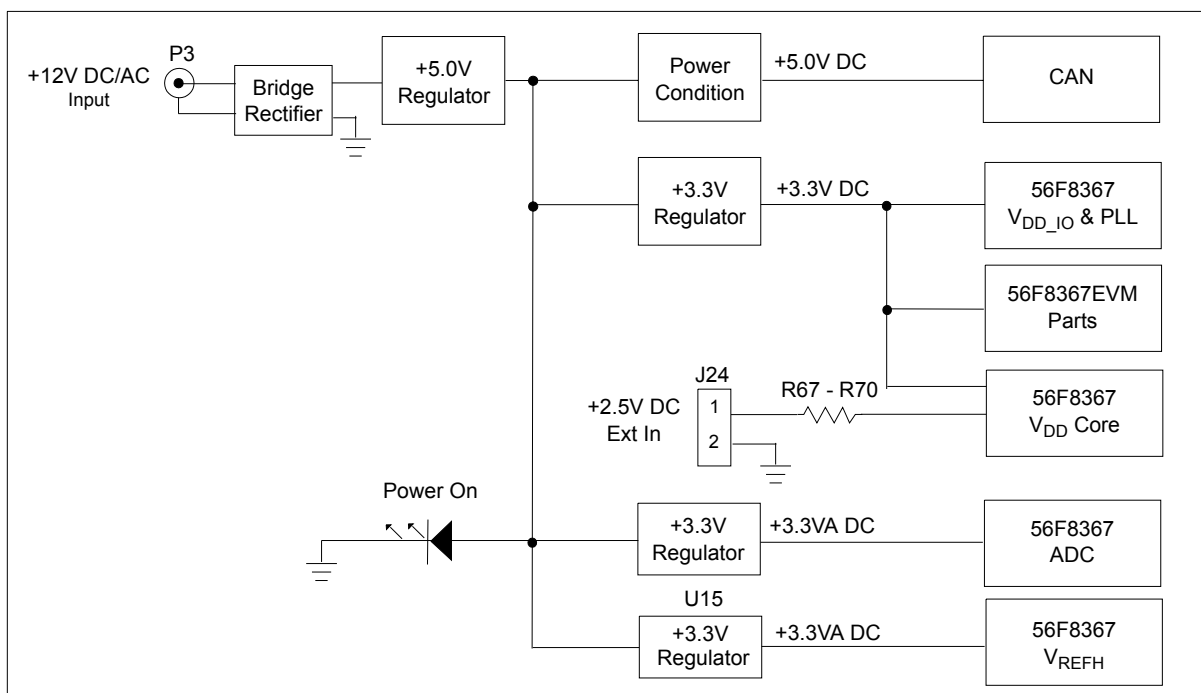 P3
+12V DC/AC
Input
Bridge
Rectifier
+5.0V
Regulator
Power
Condition
+5.0V DC
CAN
+3.3V
Regulator
+3.3V DC
56F8367
VDD_IO & PLL
56F8367EVM
Parts
J24
+2.5V DC
Ext In
1
2
R67 - R70
56F8367
VDD Core
Power On
+3.3V
Regulator
+3.3VA DC
56F8367
ADC
U15
+3.3V
Regulator
+3.3VA DC
56F8367
VREFH